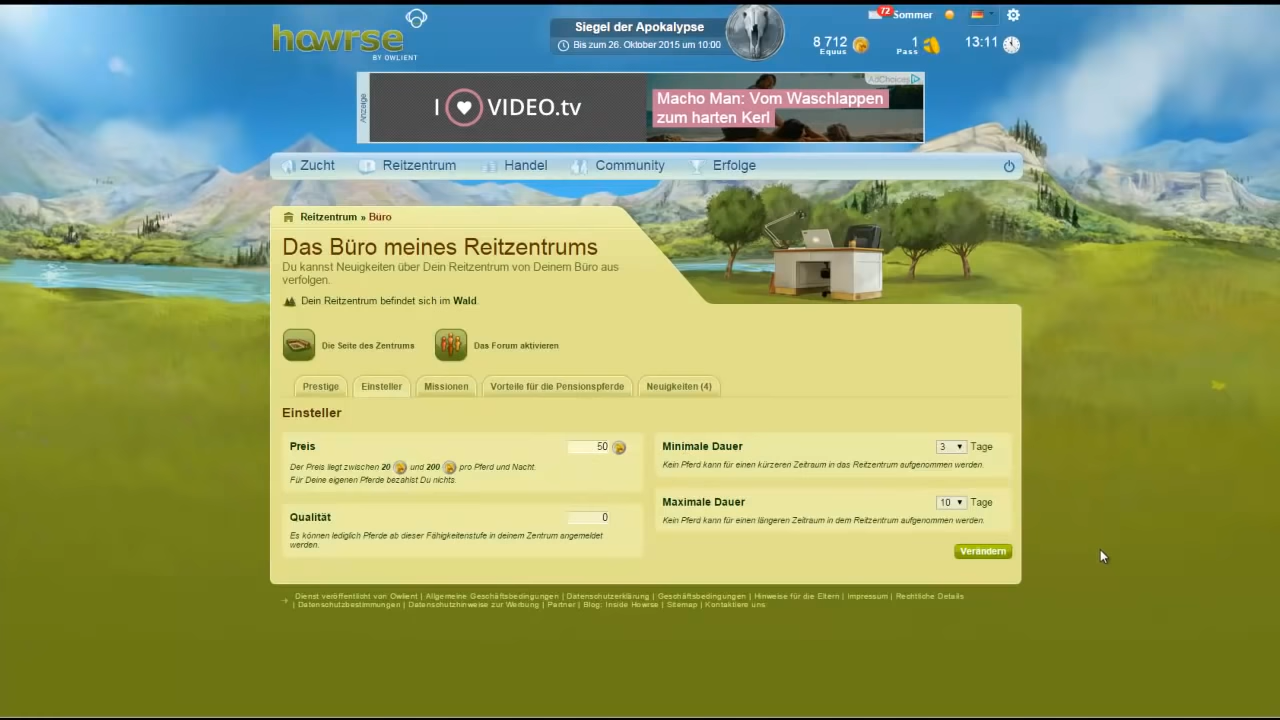 howrse
BY OWLIENT
Siegel der Apokalypse
Bis zum 26. Oktober 2015 um 10:00
72 Sommer
8 712
Equus
1
Pass
13:11
Anzeige
I VIDEO.tv
AdChoices
Macho Man: Vom Waschlappen
zum harten Kerl
Zucht Reitzentrum Handel Community Erfolge
Reitzentrum » Büro
Das Büro meines Reitzentrums
Du kannst Neuigkeiten über Dein Reitzentrum von Deinem Büro aus
verfolgen.
Dein Reitzentrum befindet sich im Wald.
Die Seite des Zentrums Das Forum aktivieren
Prestige Einsteller Missionen Vorteile für die Pensionspferde Neuigkeiten (4)
Einsteller
Preis 50
Der Preis liegt zwischen 20 und 200 pro Pferd und Nacht.
Für Deine eigenen Pferde bezahlst Du nichts.
Qualität 0
Es können lediglich Pferde ab dieser Fähigkeitenstufe in deinem Zentrum angemeldet
werden.
Minimale Dauer 3 Tage
Kein Pferd kann für einen kürzeren Zeitraum in das Reitzentrum aufgenommen werden.
Maximale Dauer 10 Tage
Kein Pferd kann für einen längeren Zeitraum in dem Reitzentrum aufgenommen werden.
Verändern
Dienst veröffentlicht von Owlient | Allgemeine Geschäftsbedingungen | Datenschutzerklärung | Geschäftsbedingungen | Hinweise für die Eltern | Impressum | Rechtliche Details
| Datenschutzbestimmungen | Datenschutzhinweise zur Werbung | Partner | Blog: Inside Howrse | Sitemap | Kontaktiere uns